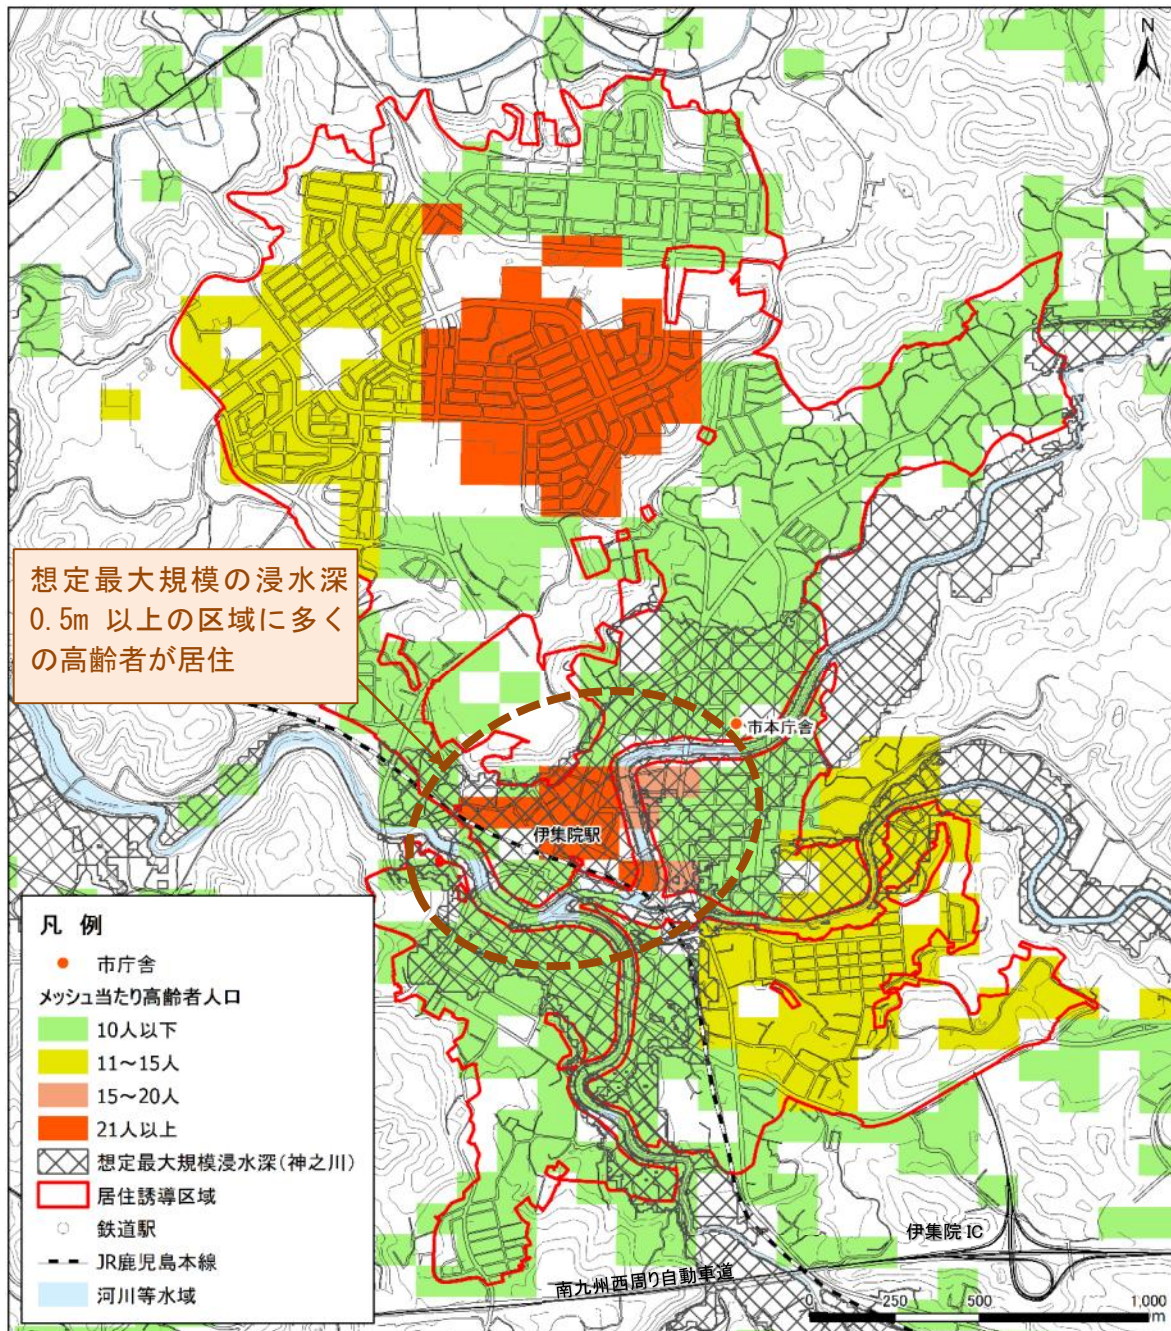 N
想定最大規模の浸水深
0.5m 以上の区域に多く
の高齢者が居住
市本庁舎
伊集院駅
凡 例
市庁舎
メッシュ当たり高齢者人口
10人以下
11～15人
15～20人
21人以上
想定最大規模浸水深(神之川)
居住誘導区域
鉄道駅
JR鹿児島本線
河川等水域
伊集院 IC
南九州西周り自動車道
0 250 500 1,000
m